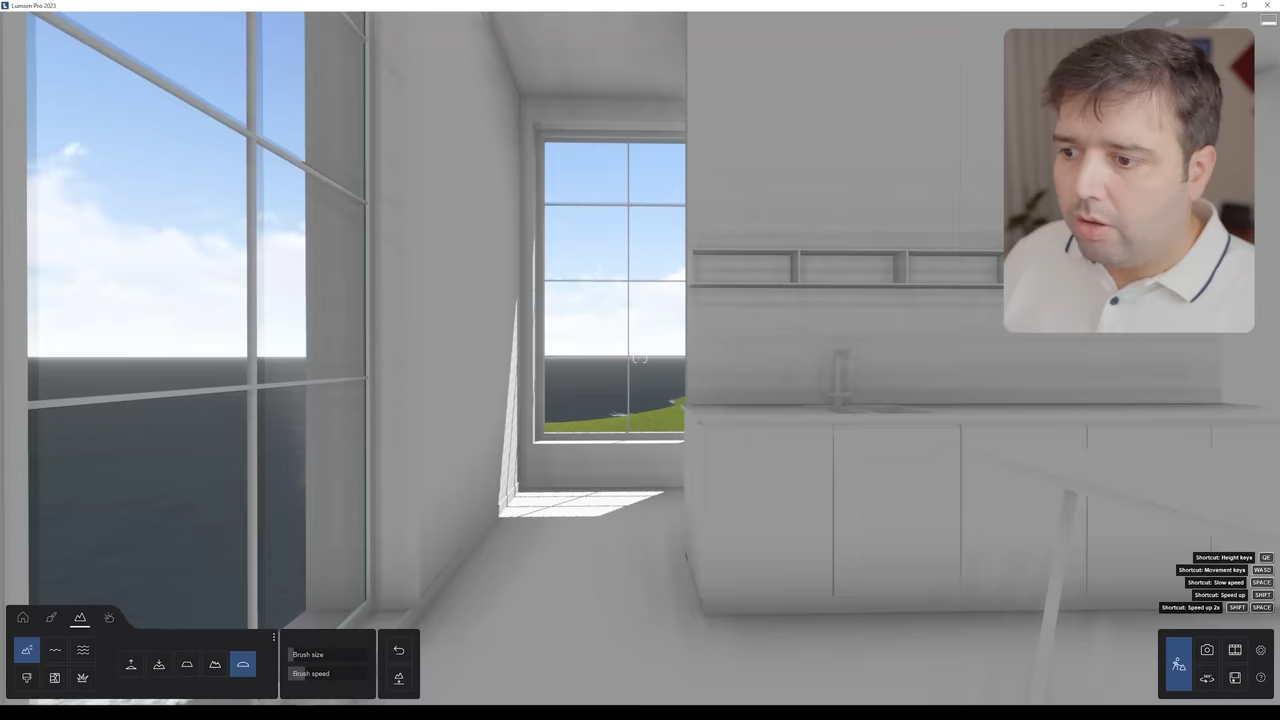 Lumion Pro 2023
Shortcut: Height keys QE
Shortcut: Movement keys WASD
Shortcut: Slow speed SPACE
Shortcut: Speed up SHIFT
Shortcut: Speed up 2x SHIFT SPACE
Brush size
Brush speed